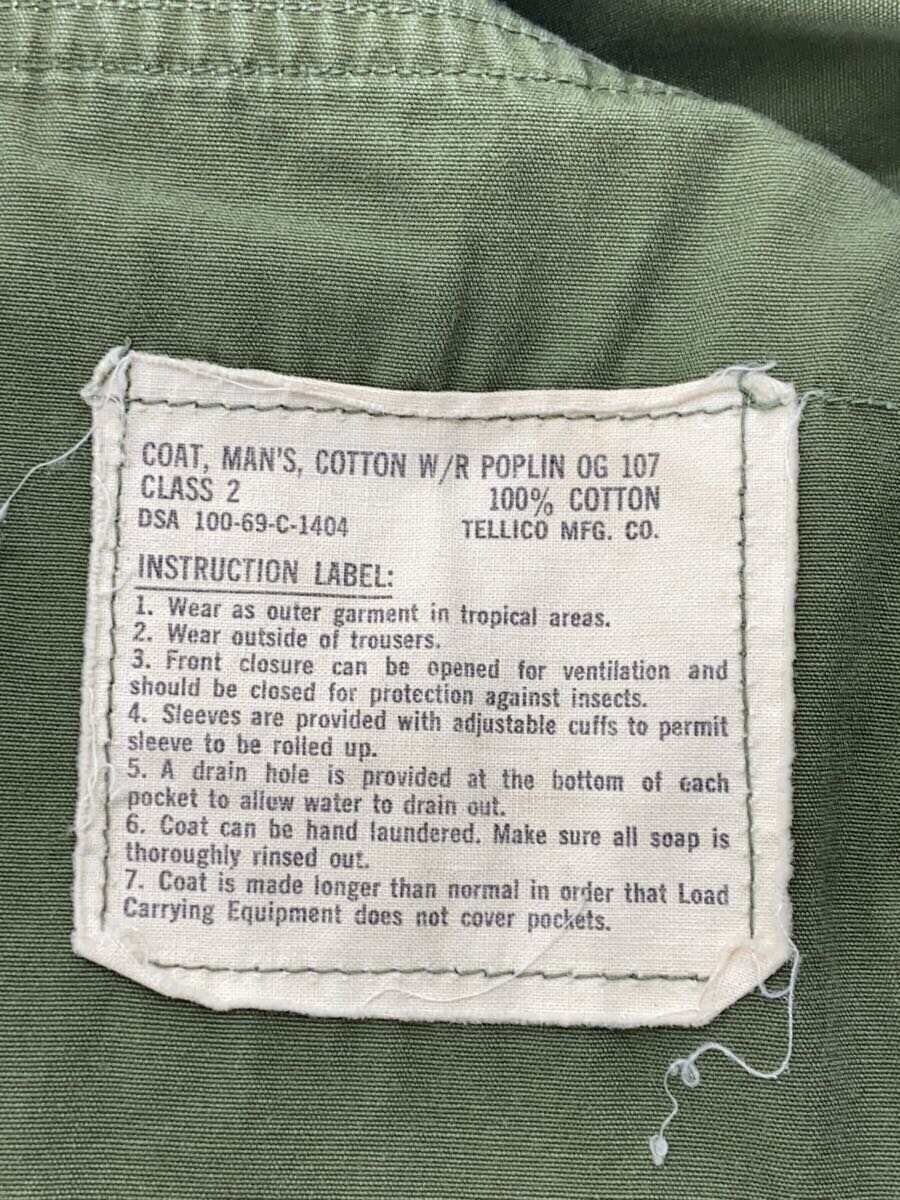 COAT, MAN'S, COTTON W/R POPLIN OG 107
CLASS 2 100% COTTON
DSA 100-69-C-1404 TELLICO MFG. CO.
INSTRUCTION LABEL:
1. Wear as outer garment in tropical areas.
2. Wear outside of trousers.
3. Front closure can be opened for ventilation and
should be closed for protection against insects.
4. Sleeves are provided with adjustable cuffs to permit
sleeve to be rolled up.
5. A drain hole is provided at the bottom of each
pocket to allow water to drain out.
6. Coat can be hand laundered. Make sure all soap is
thoroughly rinsed out.
7. Coat is made longer than normal in order that Load
Carrying Equipment does not cover pockets.